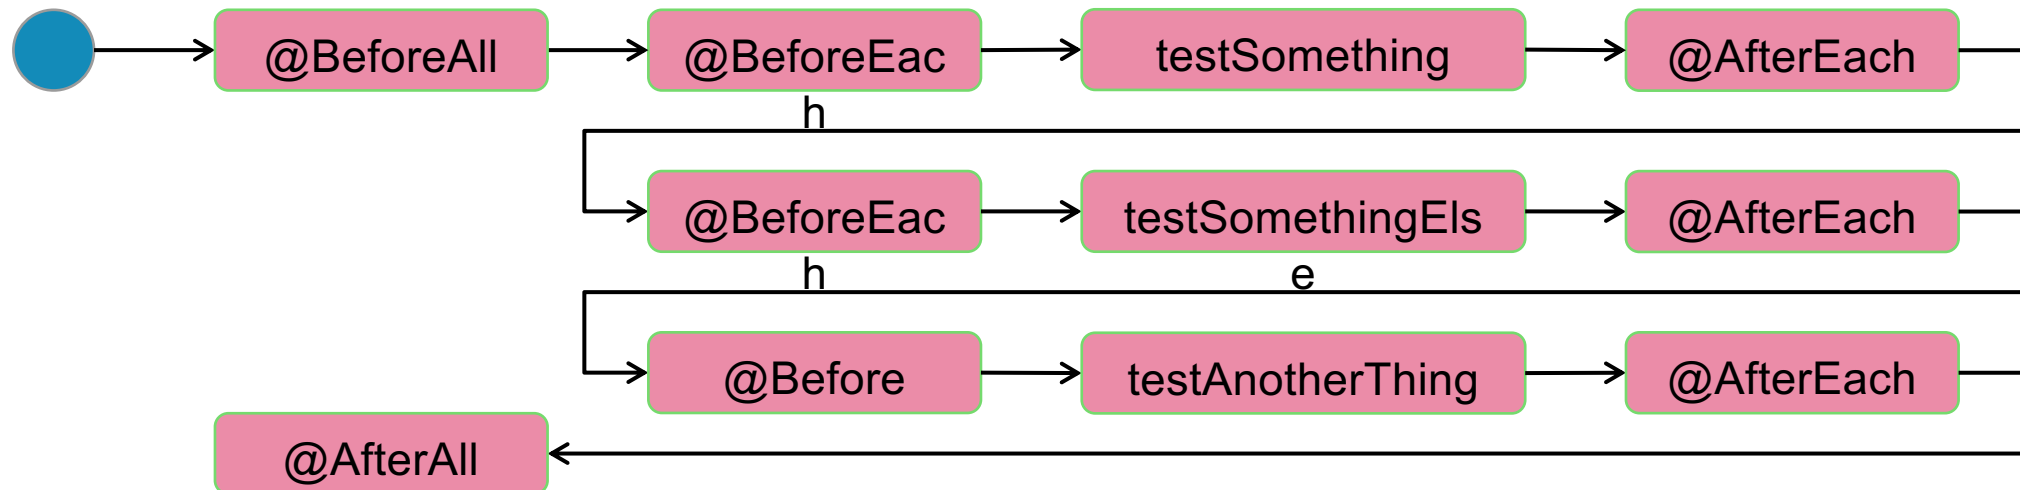 @BeforeAll @BeforeEac testSomething @AfterEach
h
@BeforeEac testSomethingEls @AfterEach
h e
@Before testAnotherThing @AfterEach
@AfterAll